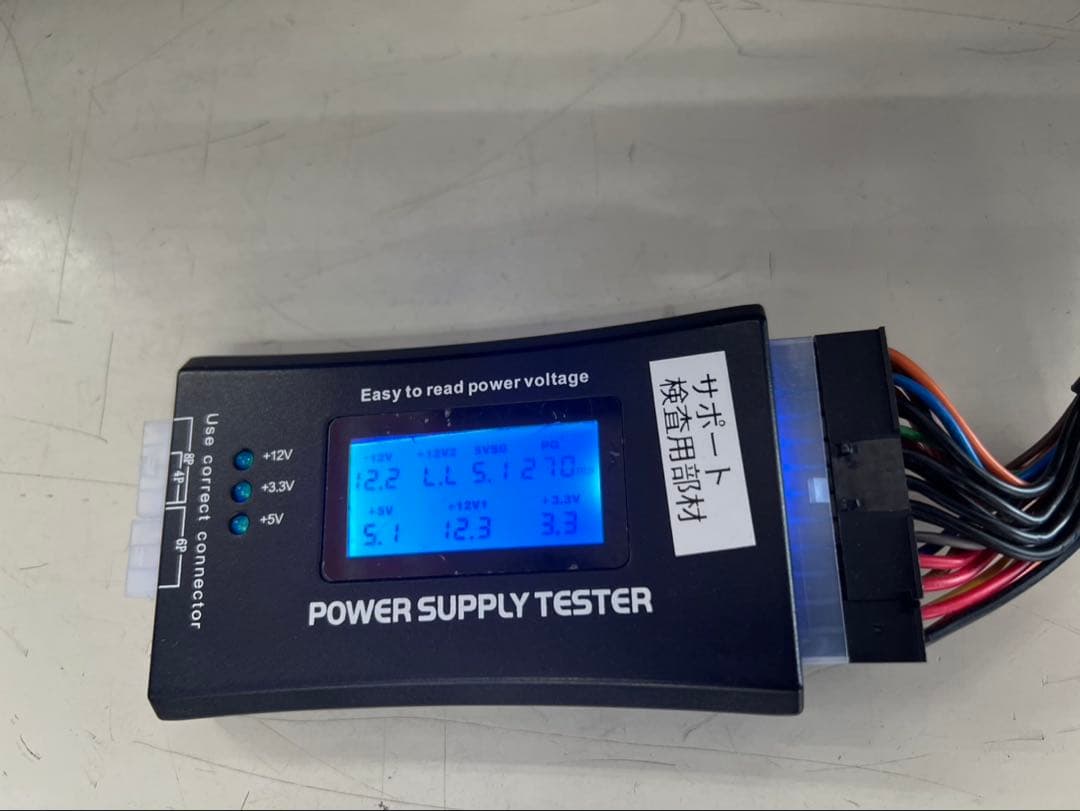 Easy to read power voltage
-12V +12V2 5VSB PG
12.2 LL 5.1 270ms
+5V +12V1 +3.3V
5.1 12.3 3.3
POWER SUPPLY TESTER
+12V
+3.3V
+5V
Use correct connector
8P
4P
6P
サポート
検査用部材